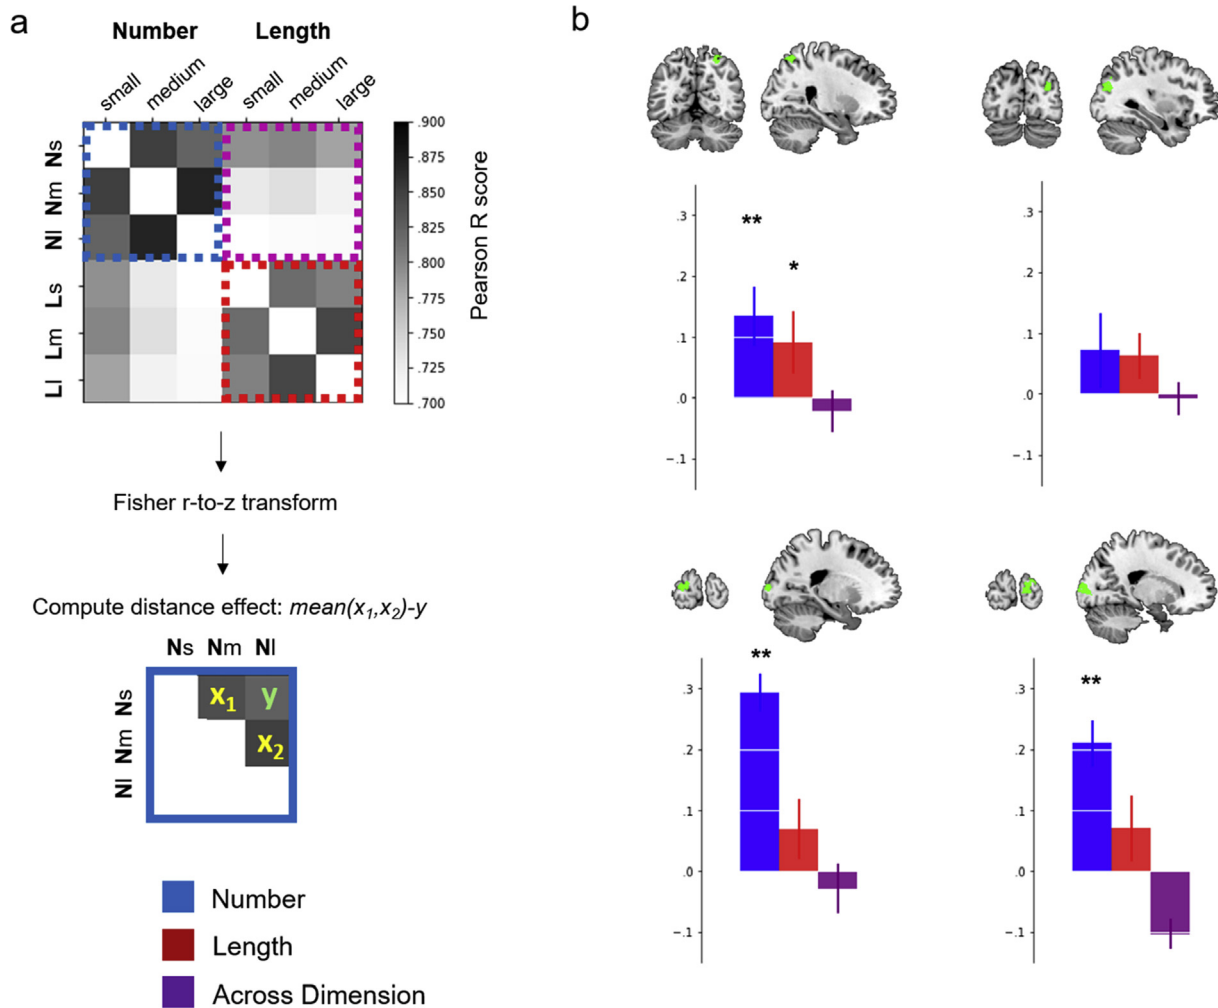 a
Number Length
small medium large small medium large
Ns
Nm
Nl
Ls
Lm
Ll
.900
.875
.850
.825
.800
.775
.750
.725
.700
Pearson R score
Fisher r-to-z transform
Compute distance effect: mean(x1,x2)-y
Ns Nm Nl
Ns
Nm
Nl
x1 y
x2
Number
Length
Across Dimension
b
.3
.2
.1
.0
-.1
**
*
.3
.2
.1
.0
-.1
.3
.2
.1
.0
-.1
**
.3
.2
.1
.0
-.1
**